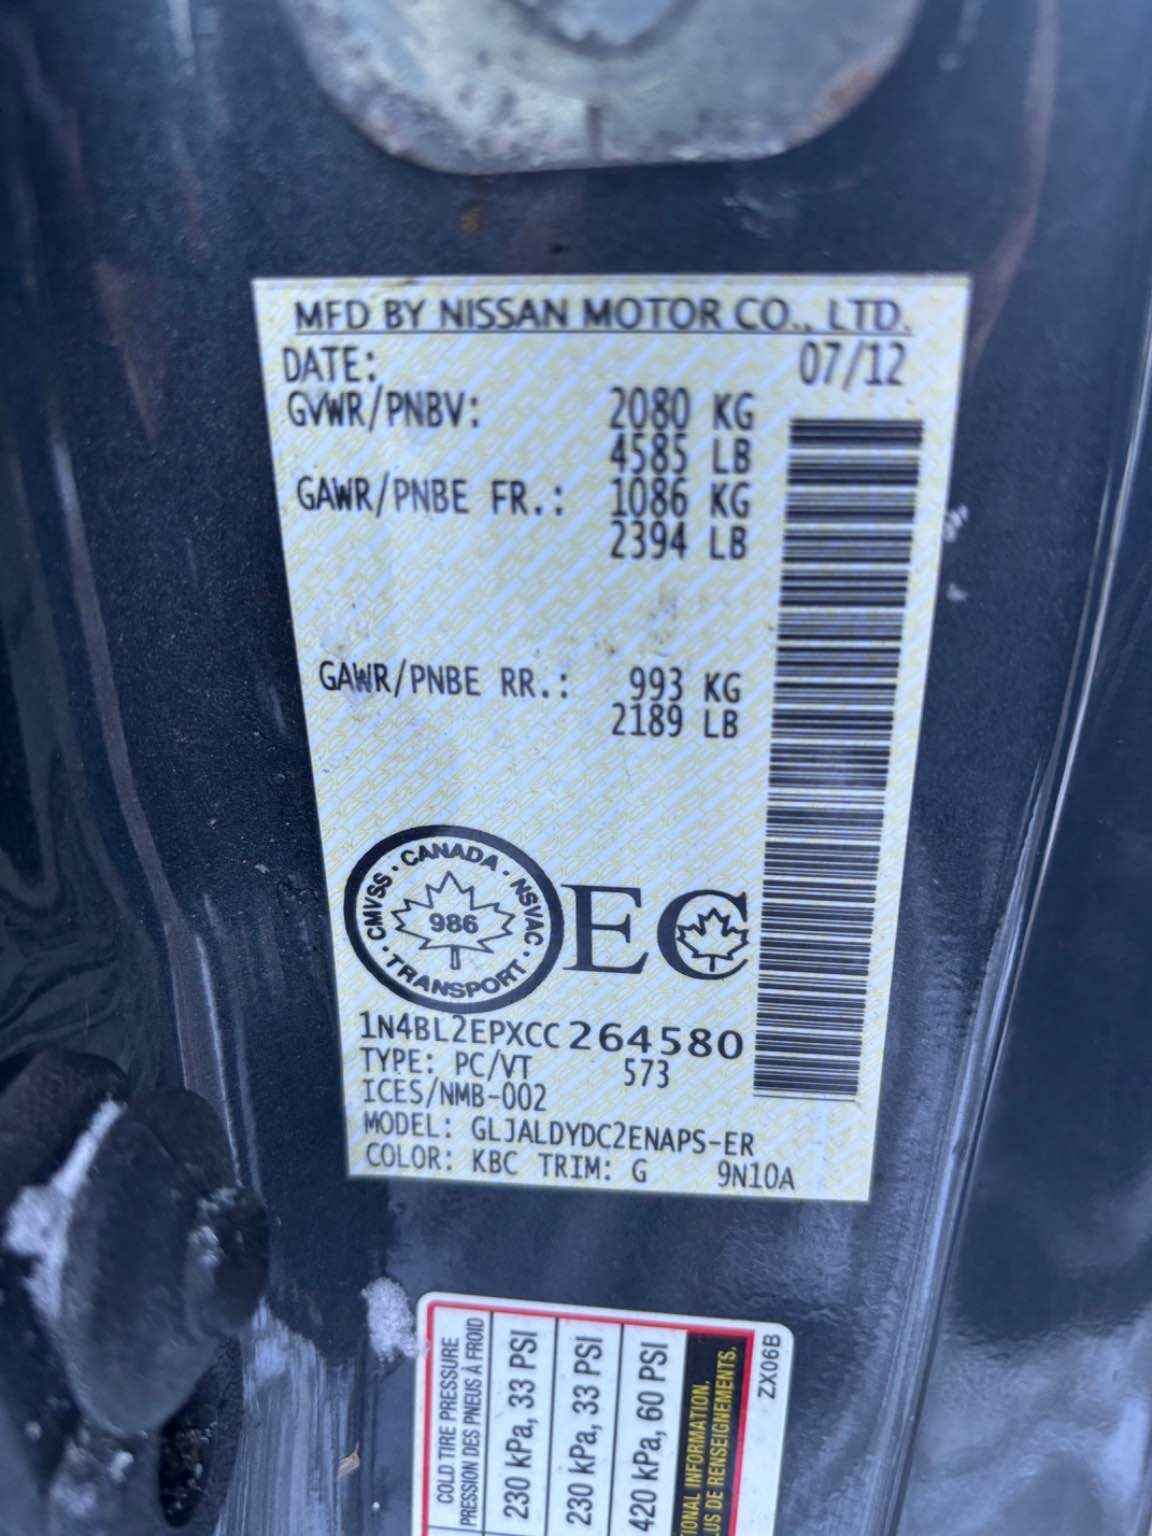 MFD BY NISSAN MOTOR CO., LTD.
DATE: 07/12
GVWR/PNBV: 2080 KG
4585 LB
GAWR/PNBE FR.: 1086 KG
2394 LB
GAWR/PNBE RR.: 993 KG
2189 LB
CANADA · NSVAC · TRANSPORT · CMVSS ·
986
EC
1N4BL2EPXCC264580
TYPE: PC/VT 573
ICES/NMB-002
MODEL: GLJALDYDC2ENAPS-ER
COLOR: KBC TRIM: G 9N10A
COLD TIRE PRESSURE
PRESSION DES PNEUS À FROID
230 kPa, 33 PSI
230 kPa, 33 PSI
420 kPa, 60 PSI
INFORMATION.
DE RENSEIGNEMENTS.
ZX06B